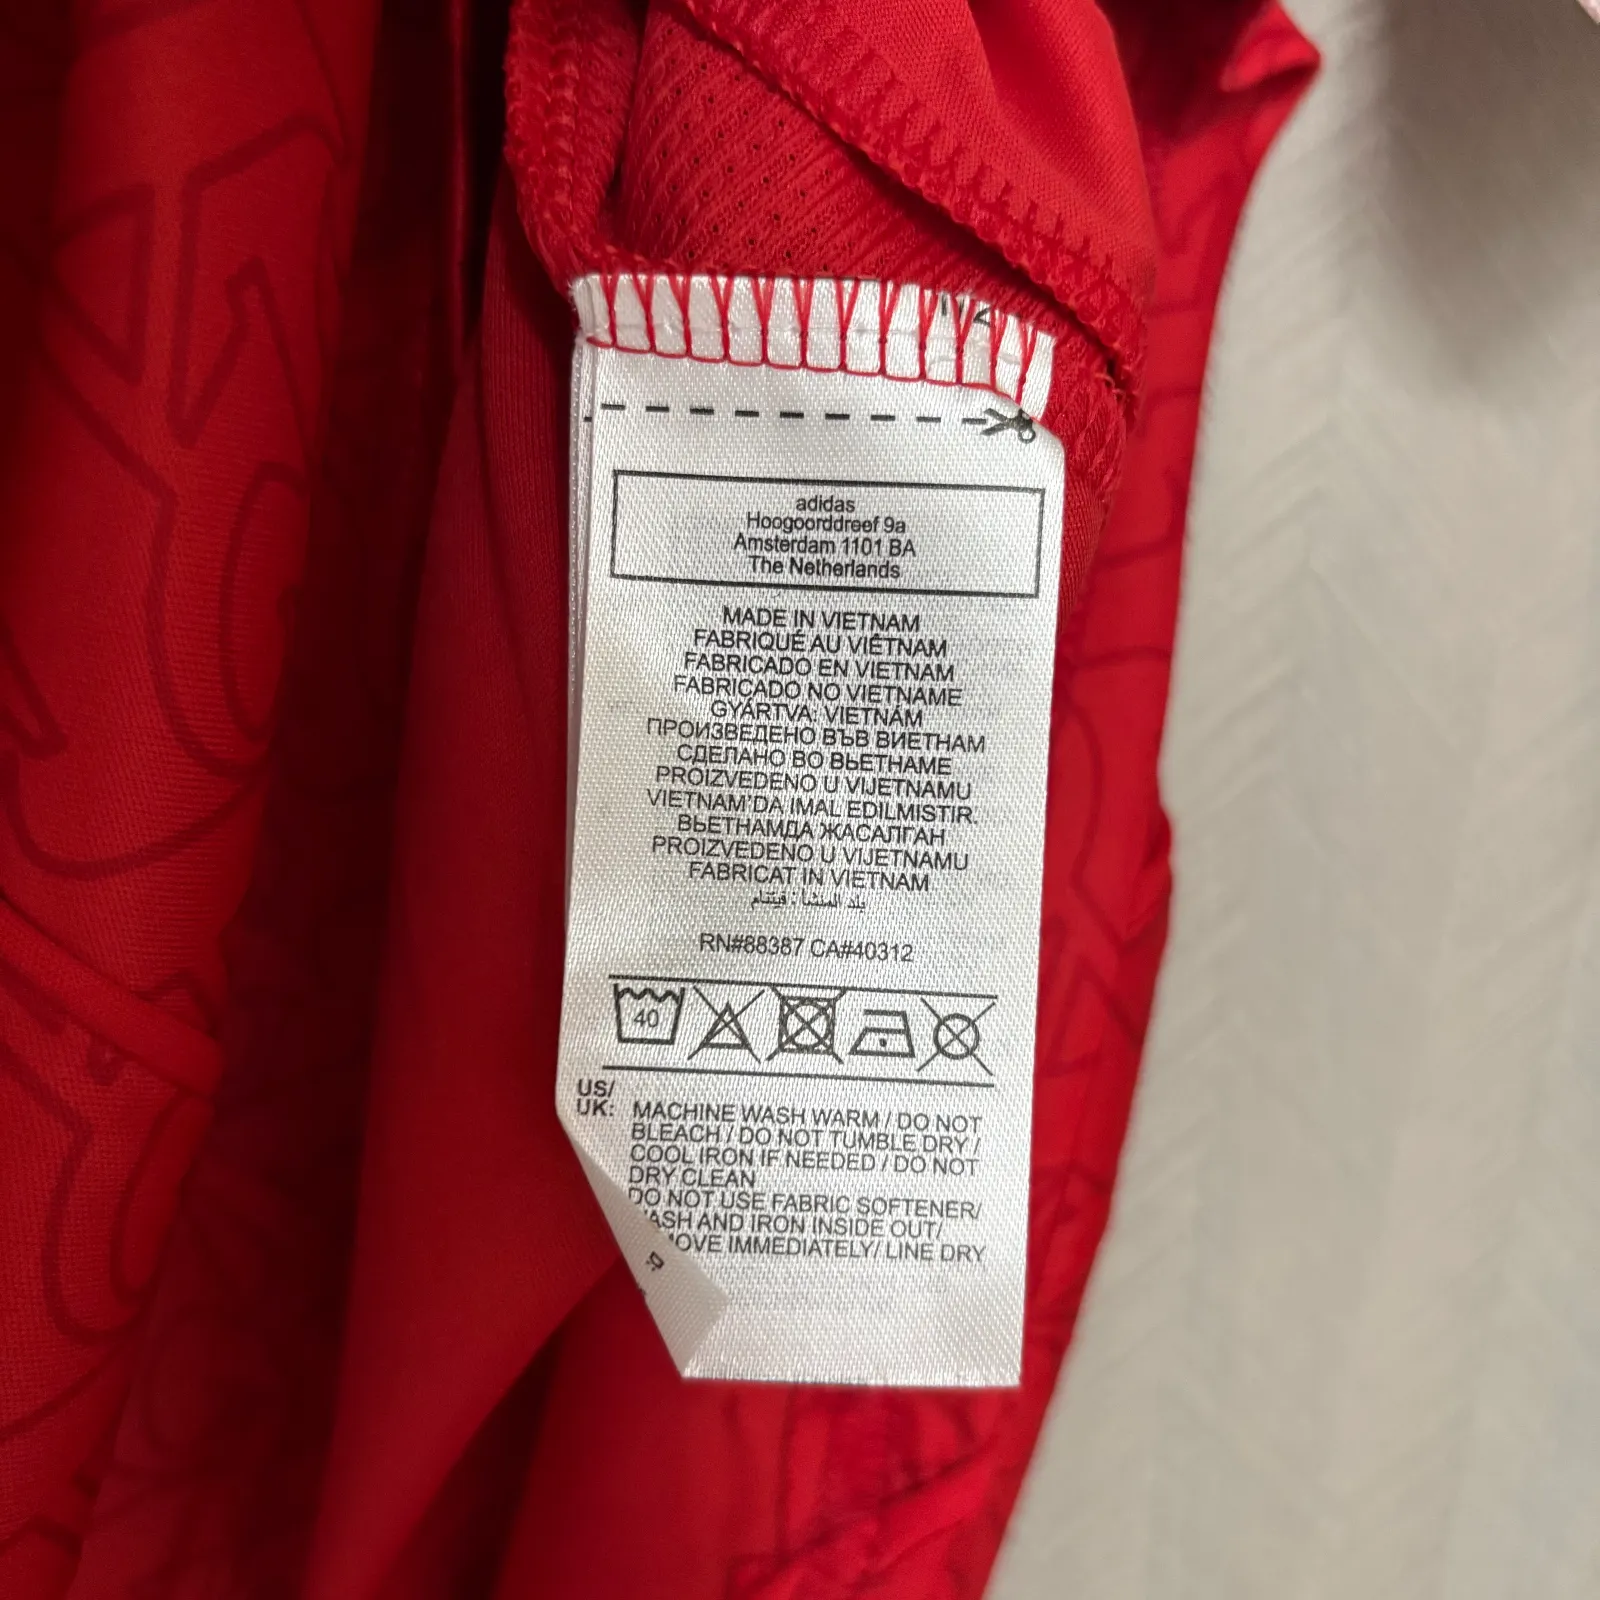 adidas
Hoogoorddreef 9a
Amsterdam 1101 BA
The Netherlands
MADE IN VIETNAM
FABRIQUÉ AU VIÊTNAM
FABRICADO EN VIETNAM
FABRICADO NO VIETNAME
GYÁRTVA: VIETNÁM
ПРОИЗВЕДЕНО ВЪВ ВИЕТНАМ
СДЕЛАНО ВО ВЬЕТНАМЕ
PROIZVEDENO U VIJETNAMU
VIETNAM'DA IMAL EDILMISTIR.
ВЬЕТНАМДА ЖАСАЛҒАН
PROIZVEDENO U VIJETNAMU
FABRICAT IN VIETNAM
بلد المنشأ : فيتنام
RN#88387 CA#40312
40
US/
UK: MACHINE WASH WARM / DO NOT
BLEACH / DO NOT TUMBLE DRY /
COOL IRON IF NEEDED / DO NOT
DRY CLEAN
DO NOT USE FABRIC SOFTENER/
AND IRON INSIDE OUT/
IMMEDIATELY/ LINE DRY